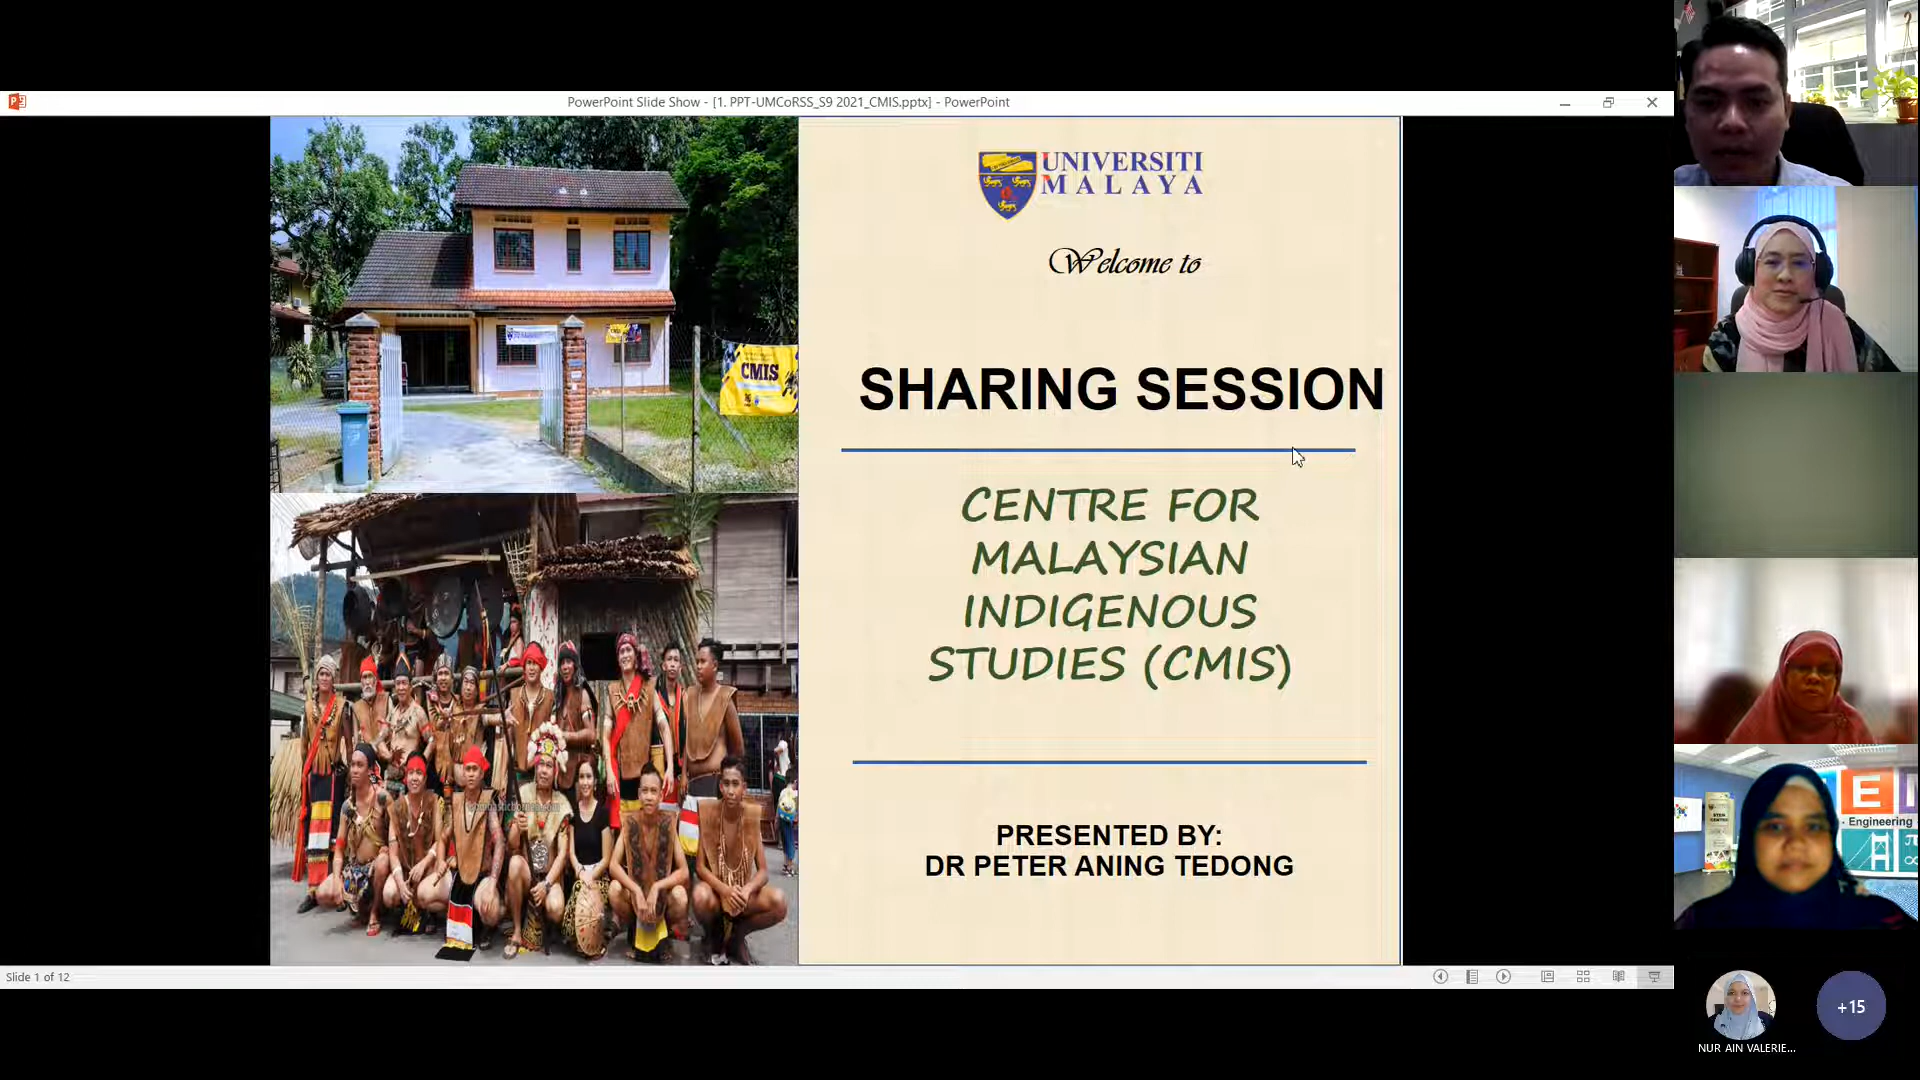 PowerPoint Slide Show - [1. PPT-UMCoRSS_S9 2021_CMIS.pptx] - PowerPoint
UNIVERSITI
MALAYA
Welcome to
SHARING SESSION
CENTRE FOR
MALAYSIAN
INDIGENOUS
STUDIES (CMIS)
PRESENTED BY:
DR PETER ANING TEDONG
CMIS
Slide 1 of 12
E
Engineering
+15
NUR AIN VALERIE...